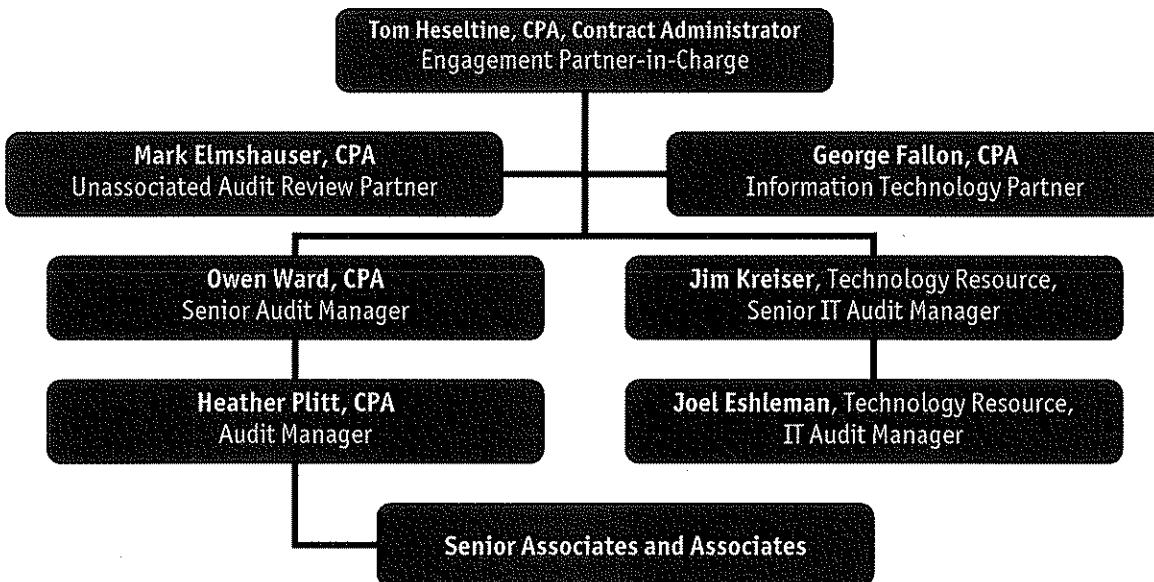 Tom Heseltine, CPA, Contract Administrator
Engagement Partner-in-Charge
Mark Elmshauser, CPA
Unassociated Audit Review Partner
George Fallon, CPA
Information Technology Partner
Owen Ward, CPA
Senior Audit Manager
Jim Kreiser, Technology Resource,
Senior IT Audit Manager
Heather Plitt, CPA
Audit Manager
Joel Eshleman, Technology Resource,
IT Audit Manager
Senior Associates and Associates